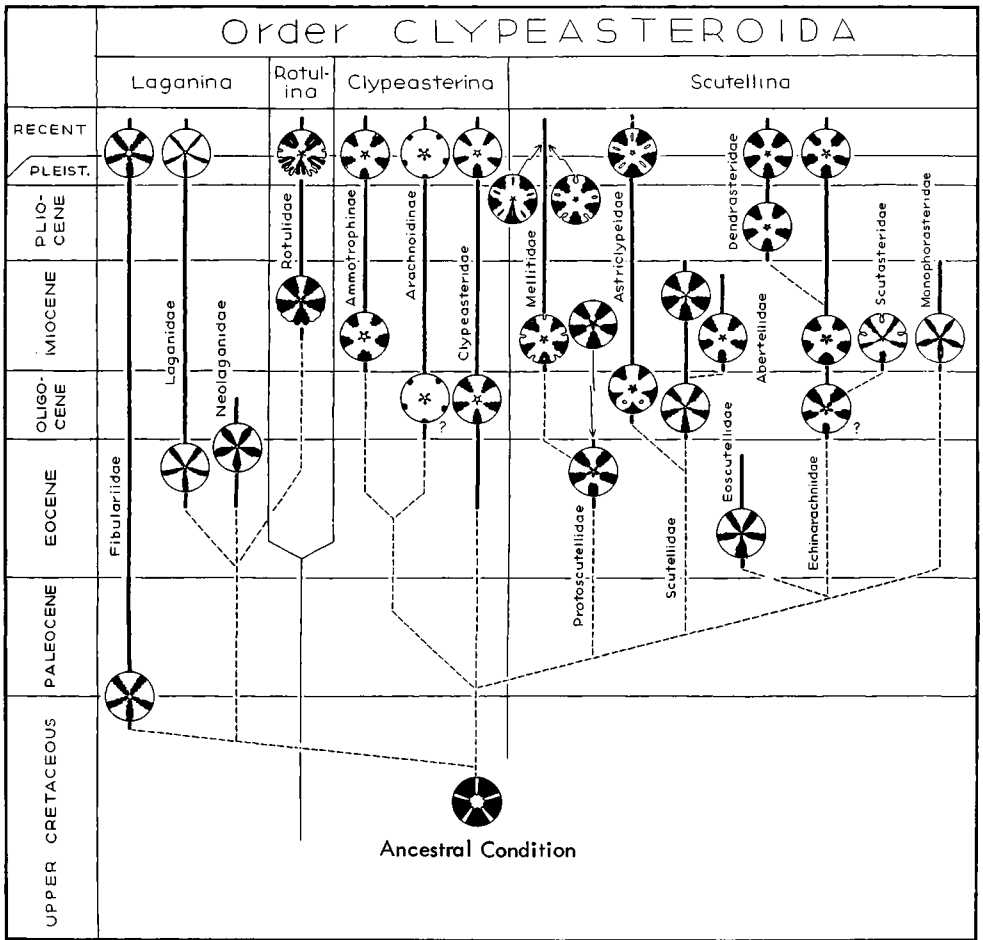 Order CLYPEASTEROIDA
Laganina
Rotul-
ina
Clypeasterina
Scutellina
RECENT
PLEIST.
PLIO-
CENE
MIOCENE
OLIGO-
CENE
EOCENE
PALEOCENE
UPPER CRETACEOUS
Fibulariidae
Laganidae
Neolaganidae
Rotulidae
Ammotrophinae
Arachnoidinae
?
Clypeasteridae
Mellitidae
Protoscutellidae
Astriclypeidae
Scutellidae
Abertellidae
Eoscutellidae
Dendrasteridae
Echinarachniidae
?
Scutasteridae
Monophorasteridae
Ancestral Condition